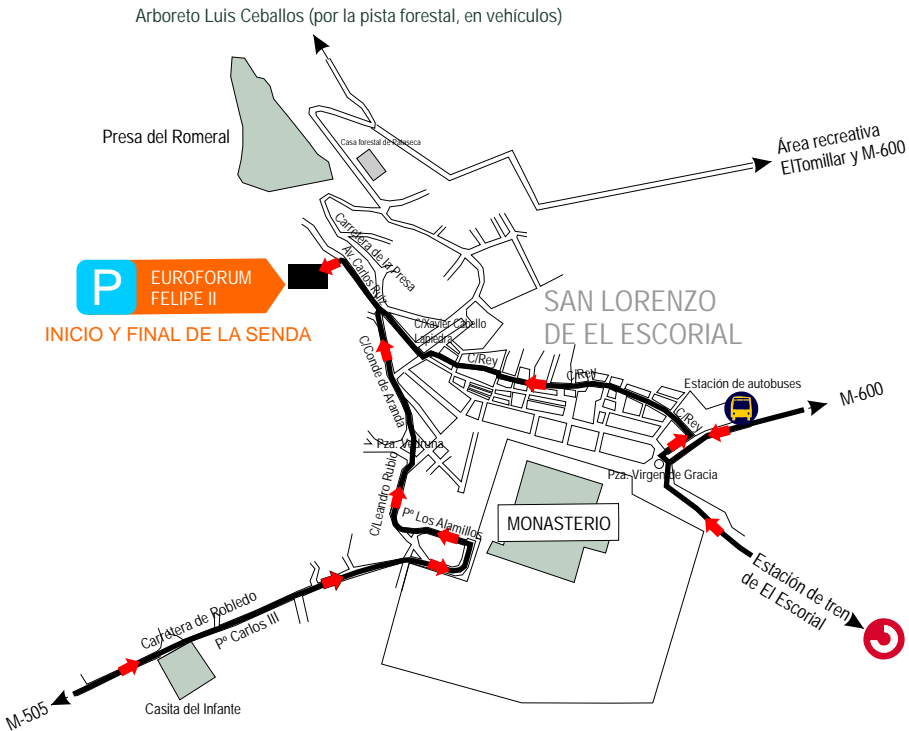 Arboreto Luis Ceballos (por la pista forestal, en vehículos)
Presa del Romeral
Casa forestal de Pataseca
Área recreativa
ElTomillar y M-600
Carretera de la Presa
Av. Carlos Ruiz
P
EUROFORUM
FELIPE II
INICIO Y FINAL DE LA SENDA
SAN LORENZO
DE EL ESCORIAL
C/Xavier Cabello
Lapiedra
C/Rey
C/Rey
C/Rey
Estación de autobuses
M-600
C/Conde de Aranda
Pza. Vedruna
Pza. Virgen de Gracia
C/Leandro Rubio
Pº Los Alamillos
MONASTERIO
Estación de tren
de El Escorial
Carretera de Robledo
Pº Carlos III
Casita del Infante
M-505